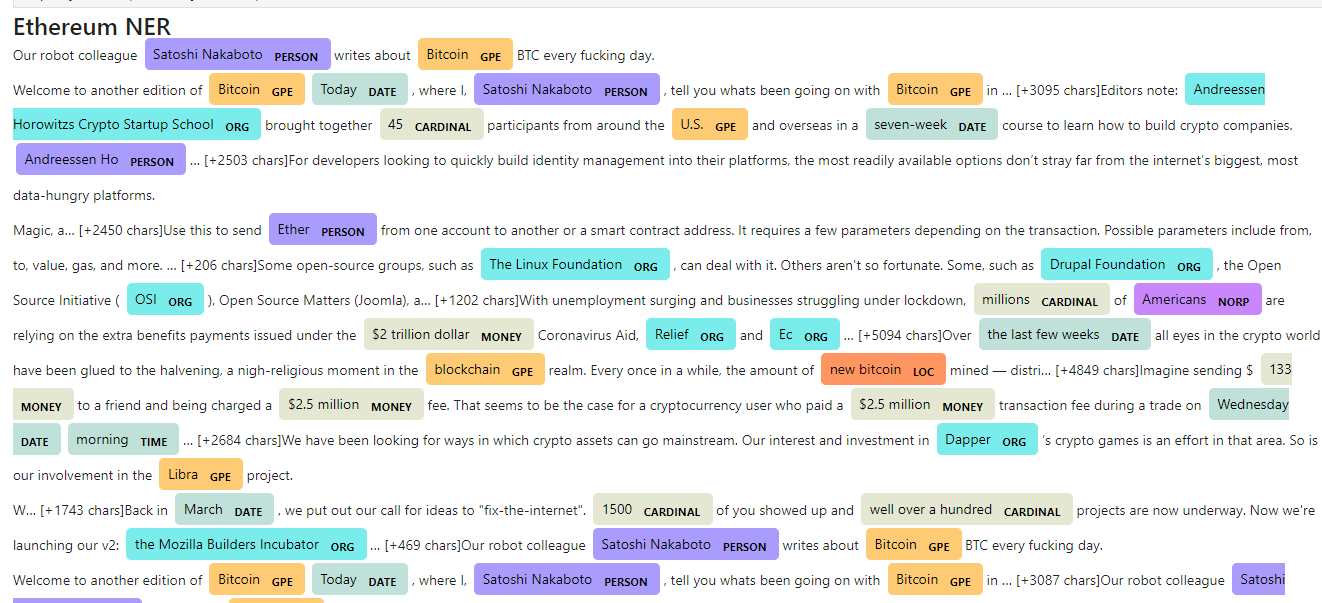 Ethereum NER
Our robot colleague Satoshi Nakaboto PERSON writes about Bitcoin GPE BTC every fucking day.
Welcome to another edition of Bitcoin GPE Today DATE , where I, Satoshi Nakaboto PERSON , tell you whats been going on with Bitcoin GPE in ... [+3095 chars]Editors note: Andreessen
Horowitzs Crypto Startup School ORG brought together 45 CARDINAL participants from around the U.S. GPE and overseas in a seven-week DATE course to learn how to build crypto companies.
Andreessen Ho PERSON ... [+2503 chars]For developers looking to quickly build identity management into their platforms, the most readily available options don’t stray far from the internet’s biggest, most
data-hungry platforms.
Magic, a... [+2450 chars]Use this to send Ether PERSON from one account to another or a smart contract address. It requires a few parameters depending on the transaction. Possible parameters include from,
to, value, gas, and more. ... [+206 chars]Some open-source groups, such as The Linux Foundation ORG , can deal with it. Others aren't so fortunate. Some, such as Drupal Foundation ORG , the Open
Source Initiative ( OSI ORG ), Open Source Matters (Joomla), a... [+1202 chars]With unemployment surging and businesses struggling under lockdown, millions CARDINAL of Americans NORP are
relying on the extra benefits payments issued under the $2 trillion dollar MONEY Coronavirus Aid, Relief ORG and Ec ORG ... [+5094 chars]Over the last few weeks DATE all eyes in the crypto world
have been glued to the halvening, a nigh-religious moment in the blockchain GPE realm. Every once in a while, the amount of new bitcoin LOC mined — distri... [+4849 chars]Imagine sending $ 133
MONEY to a friend and being charged a $2.5 million MONEY fee. That seems to be the case for a cryptocurrency user who paid a $2.5 million MONEY transaction fee during a trade on Wednesday
DATE morning TIME ... [+2684 chars]We have been looking for ways in which crypto assets can go mainstream. Our interest and investment in Dapper ORG 's crypto games is an effort in that area. So is
our involvement in the Libra GPE project.
W... [+1743 chars]Back in March DATE , we put out our call for ideas to "fix-the-internet". 1500 CARDINAL of you showed up and well over a hundred CARDINAL projects are now underway. Now we're
launching our v2: the Mozilla Builders Incubator ORG ... [+469 chars]Our robot colleague Satoshi Nakaboto PERSON writes about Bitcoin GPE BTC every fucking day.
Welcome to another edition of Bitcoin GPE Today DATE , where I, Satoshi Nakaboto PERSON , tell you whats been going on with Bitcoin GPE in ... [+3087 chars]Our robot colleague Satoshi